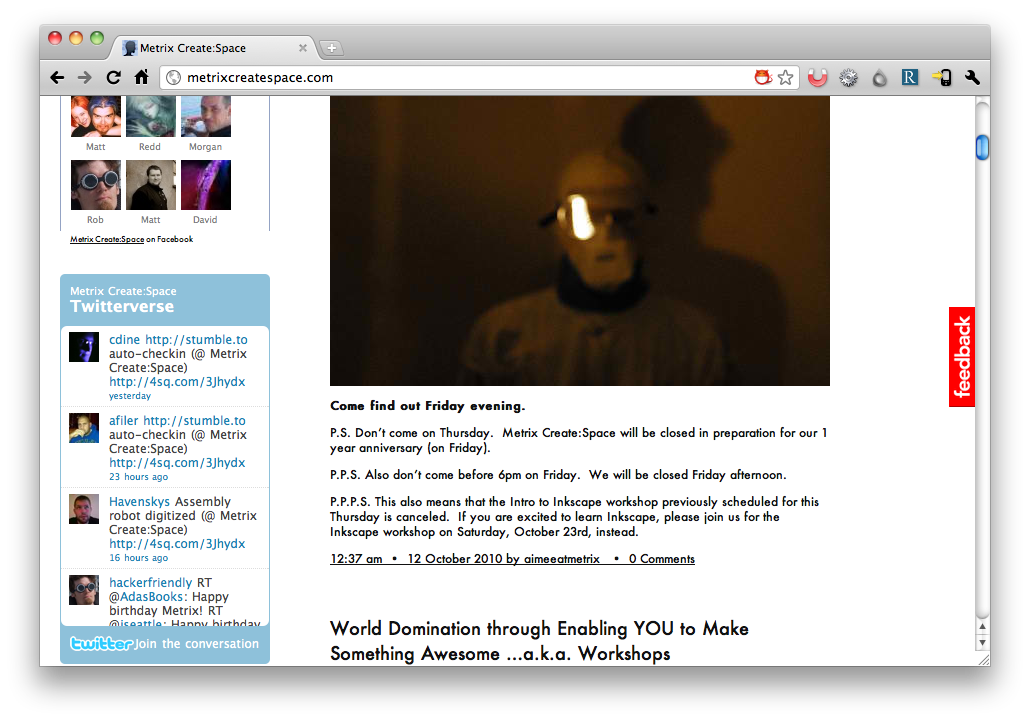 Metrix Create:Space
metrixcreatespace.com
R
Matt Redd Morgan
Rob Matt David
Metrix Create:Space on Facebook
Metrix Create:Space
Twitterverse
cdine http://stumble.to
auto-checkin (@ Metrix
Create:Space)
http://4sq.com/3Jhydx
yesterday
afiler http://stumble.to
auto-checkin (@ Metrix
Create:Space)
http://4sq.com/3Jhydx
23 hours ago
Havenskys Assembly
robot digitized (@ Metrix
Create:Space)
http://4sq.com/3Jhydx
16 hours ago
hackerfriendly RT
@AdasBooks: Happy
birthday Metrix! RT
@iseattle: Happy birthday
twitter Join the conversation
Come find out Friday evening.
P.S. Don't come on Thursday.  Metrix Create:Space will be closed in preparation for our 1
year anniversary (on Friday).
P.P.S. Also don't come before 6pm on Friday.  We will be closed Friday afternoon.
P.P.P.S. This also means that the Intro to Inkscape workshop previously scheduled for this
Thursday is canceled.  If you are excited to learn Inkscape, please join us for the
Inkscape workshop on Saturday, October 23rd, instead.
12:37 am • 12 October 2010 by aimeeatmetrix • 0 Comments
World Domination through Enabling YOU to Make
Something Awesome ...a.k.a. Workshops
feedback